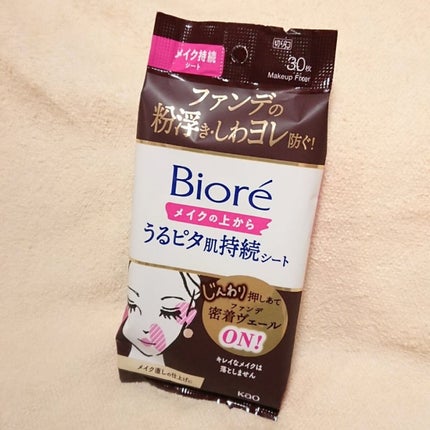 メイク持続
シート
切り口
30枚
Makeup Fixer
ファンデの
粉浮き・しわヨレ防ぐ!
Bioré
メイクの上から
うるピタ肌持続シート
じんわり押しあて
ファンデ
密着ヴェール
ON!
キレイなメイクは
落としません
メイク直しの仕上げに
Kao